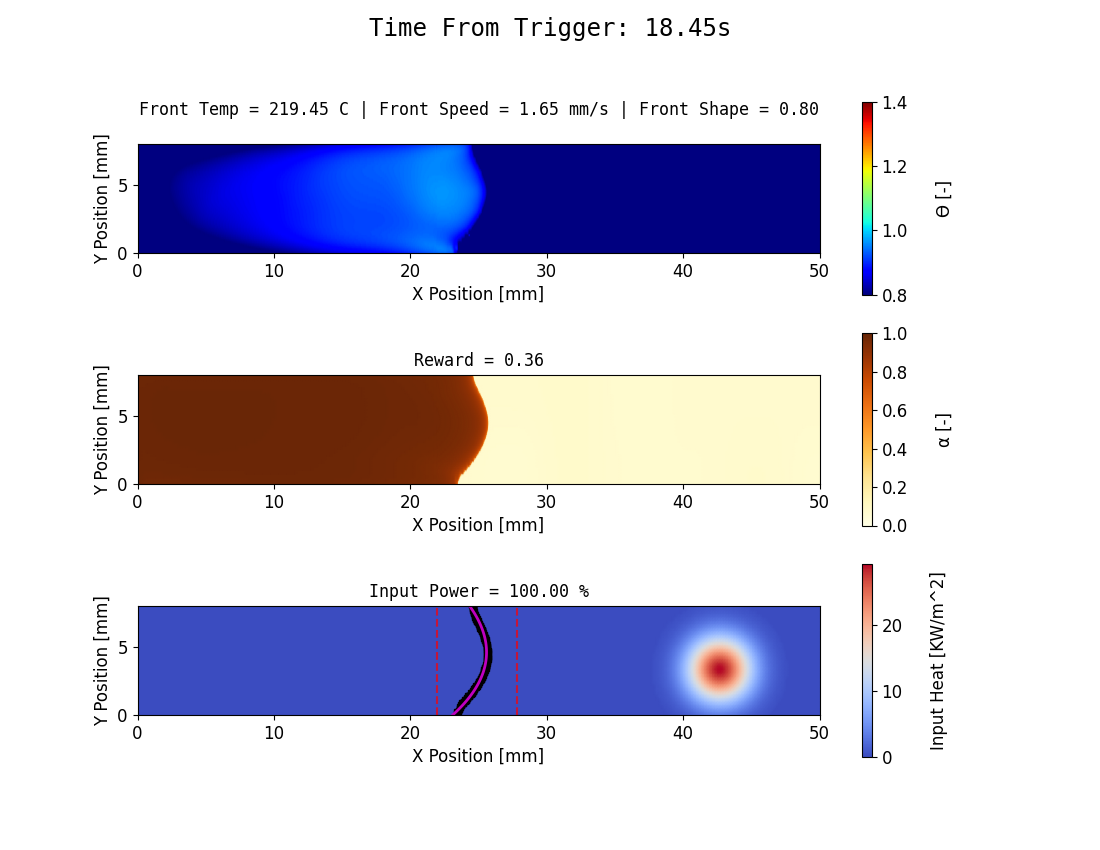 Time From Trigger: 18.45s
Front Temp = 219.45 C | Front Speed = 1.65 mm/s | Front Shape = 0.80
Y Position [mm]
5
0
0 10 20 30 40 50
X Position [mm]
1.4
1.2
1.0
0.8
Θ [-]
Reward = 0.36
Y Position [mm]
5
0
0 10 20 30 40 50
X Position [mm]
1.0
0.8
0.6
0.4
0.2
0.0
α [-]
Input Power = 100.00 %
Y Position [mm]
5
0
0 10 20 30 40 50
X Position [mm]
20
10
0
Input Heat [KW/m^2]